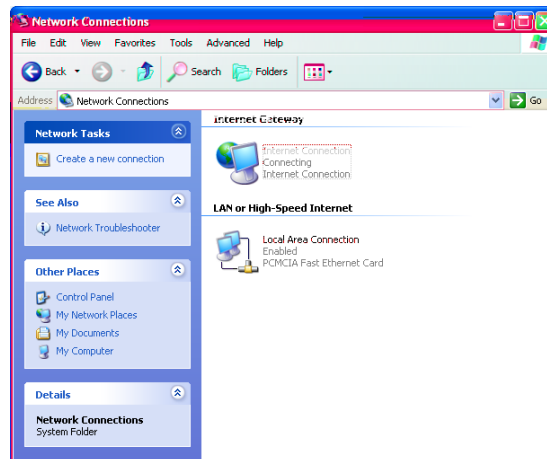 Network Connections
File Edit View Favorites Tools Advanced Help
Back Search Folders
Address Network Connections Go
Network Tasks
Create a new connection
See Also
Network Troubleshooter
Other Places
Control Panel
My Network Places
My Documents
My Computer
Details
Network Connections
System Folder
Internet Gateway
Internet Connection
Connecting
Internet Connection
LAN or High-Speed Internet
Local Area Connection
Enabled
PCMCIA Fast Ethernet Card